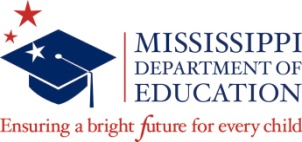 MISSISSIPPI
DEPARTMENT OF
EDUCATION
Ensuring a bright future for every child